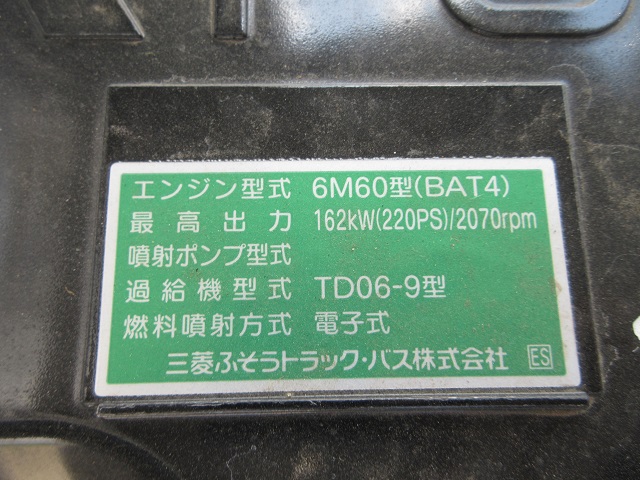 エンジン型式 6M60型(BAT4)
最高出力 162kW(220PS)/2070rpm
噴射ポンプ型式
過給機型式 TD06-9型
燃料噴射方式 電子式
三菱ふそうトラック・バス株式会社 ES